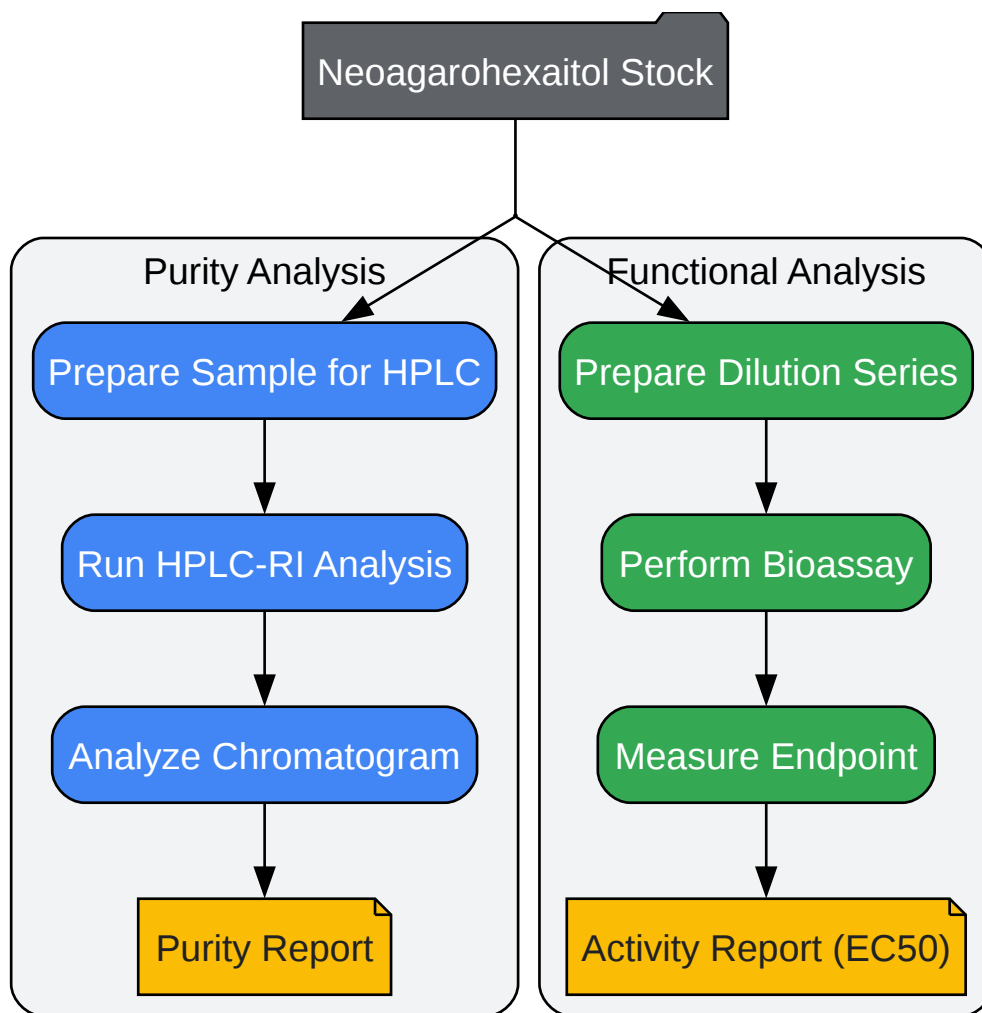 Neoagarohexaitol Stock
Purity Analysis
Prepare Sample for HPLC
Run HPLC-RI Analysis
Analyze Chromatogram
Purity Report
Functional Analysis
Prepare Dilution Series
Perform Bioassay
Measure Endpoint
Activity Report (EC50)